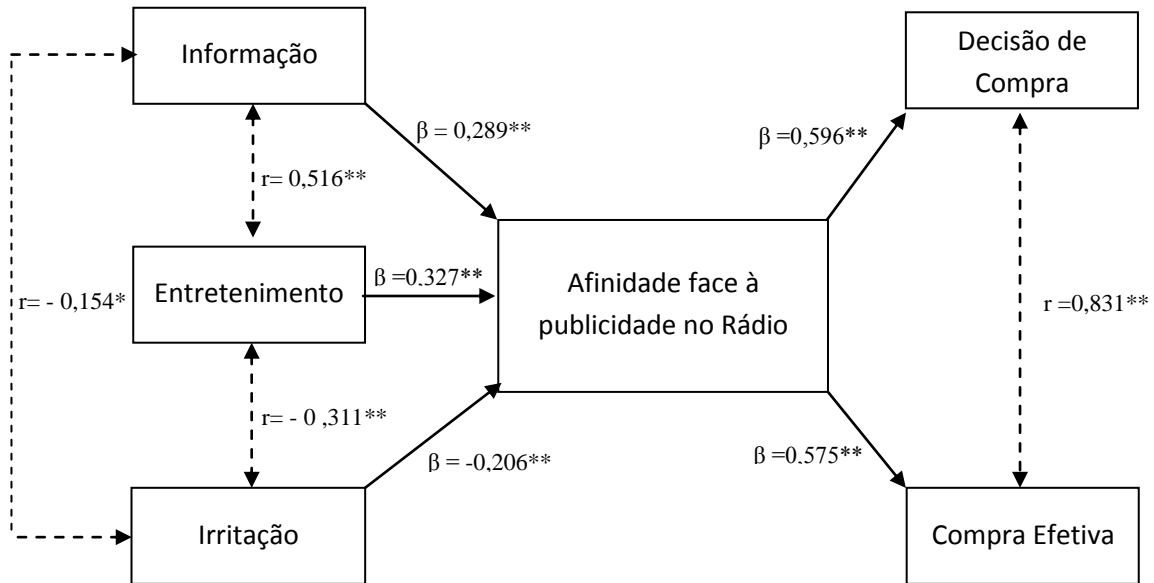 Informação
Decisão de
Compra
β = 0,289**
β =0,596**
r= 0,516**
Entretenimento
β =0,327**
Afinidade face à
publicidade no Rádio
r= - 0,154*
r =0,831**
r= - 0 ,311**
β = -0,206**
β =0,575**
Irritação
Compra Efetiva